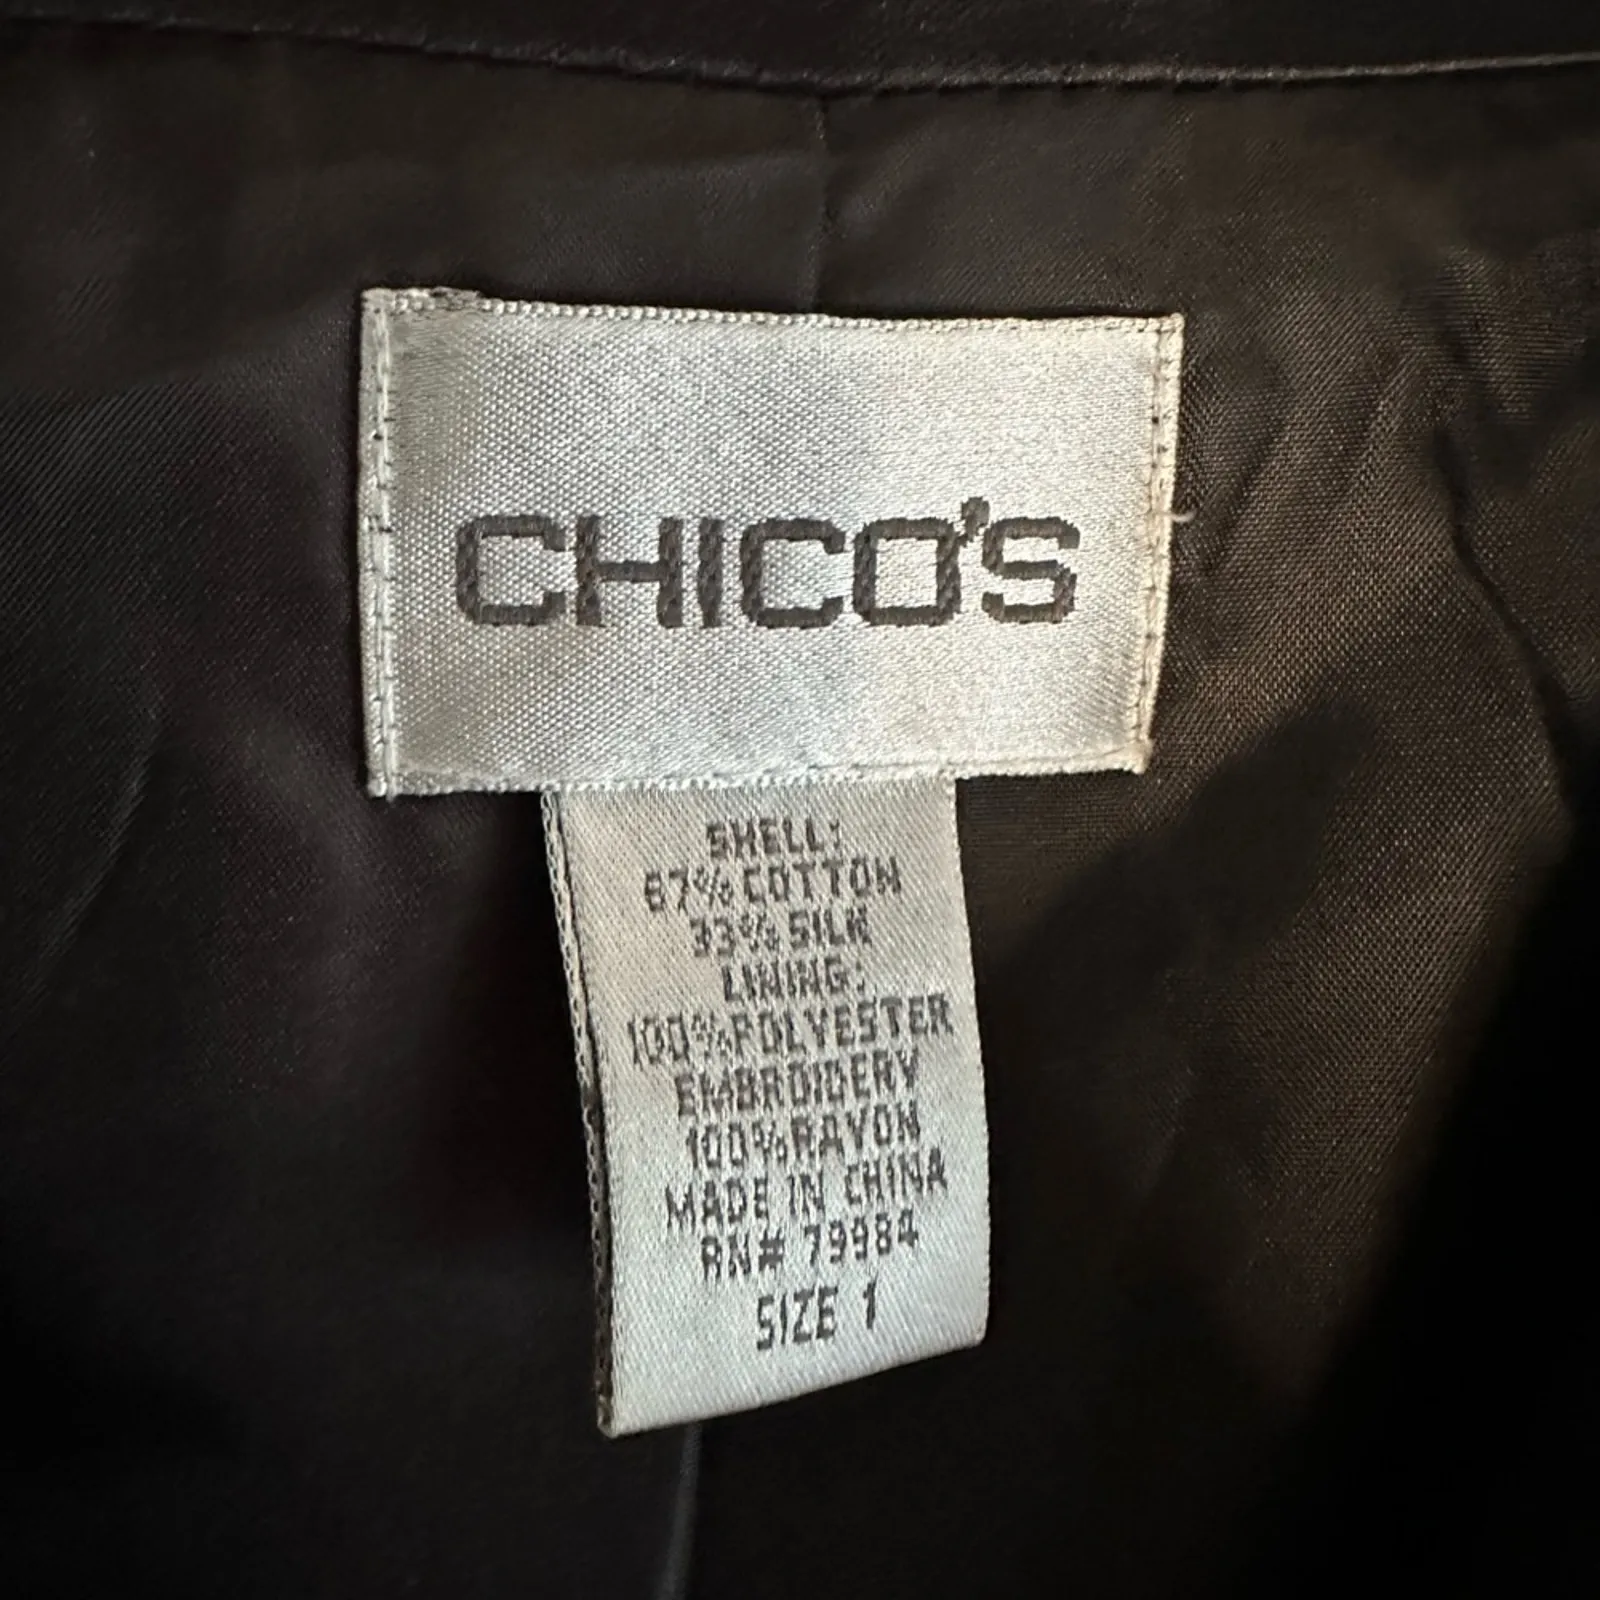 CHICO'S
SHELL:
67% COTTON
33% SILK
LINING:
100% POLYESTER
EMBROIDERY
100% RAYON
MADE IN CHINA
RN# 79984
SIZE 1